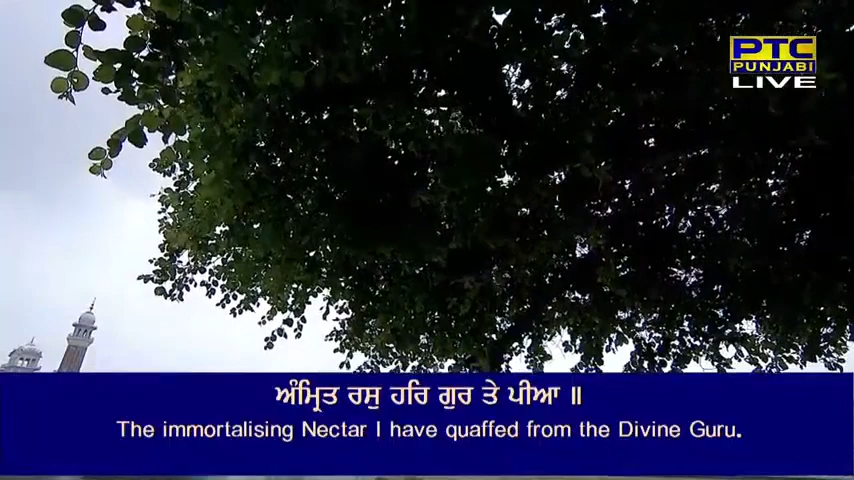 PTC
PUNJABI
LIVE
ਅੰਮ੍ਰਿਤ ਰਸੁ ਹਰਿ ਗੁਰ ਤੇ ਪੀਆ ॥
The immortalising Nectar I have quaffed from the Divine Guru.